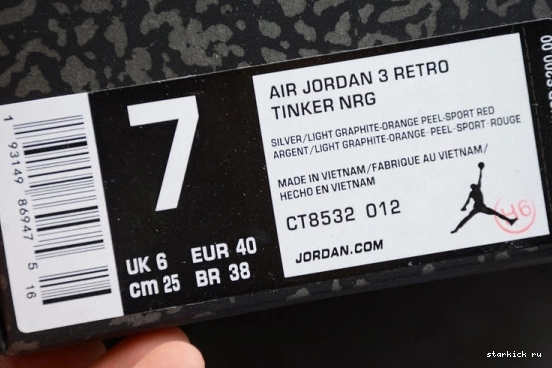 1 93149 86947 5 16
7
UK 6 EUR 40
cm 25 BR 38
AIR JORDAN 3 RETRO
TINKER NRG
SILVER/LIGHT GRAPHITE-ORANGE PEEL-SPORT RED
ARGENT/LIGHT GRAPHITE-ORANGE-PEEL-SPORT-ROUGE
MADE IN VIETNAM/FABRIQUE AU VIETNAM/
HECHO EN VIETNAM
CT8532 012
JORDAN.COM
starkick ru